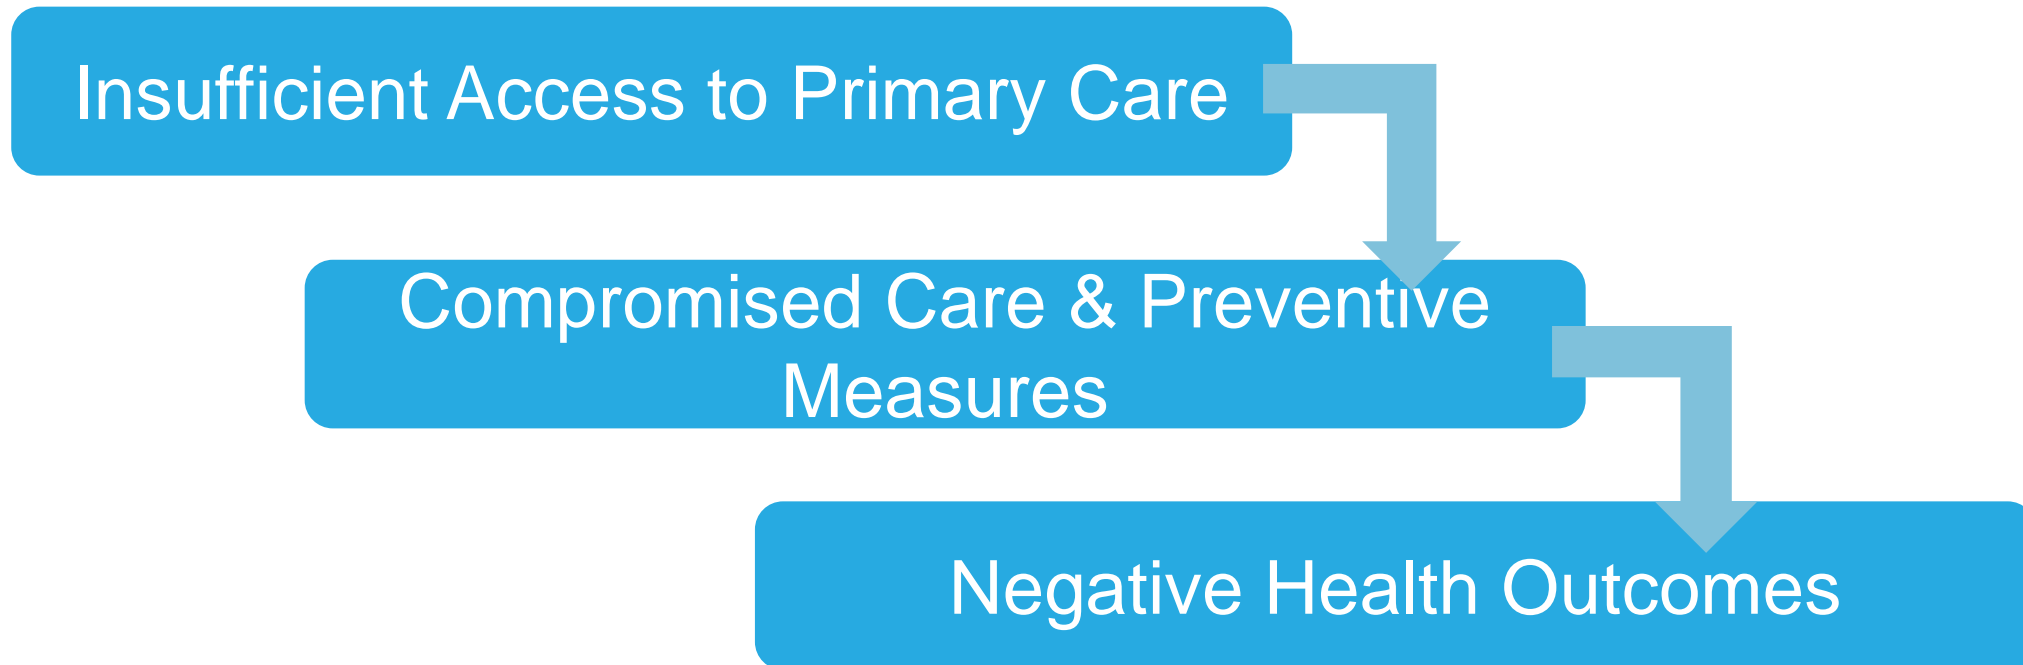 Insufficient Access to Primary Care
Compromised Care & Preventive
Measures
Negative Health Outcomes